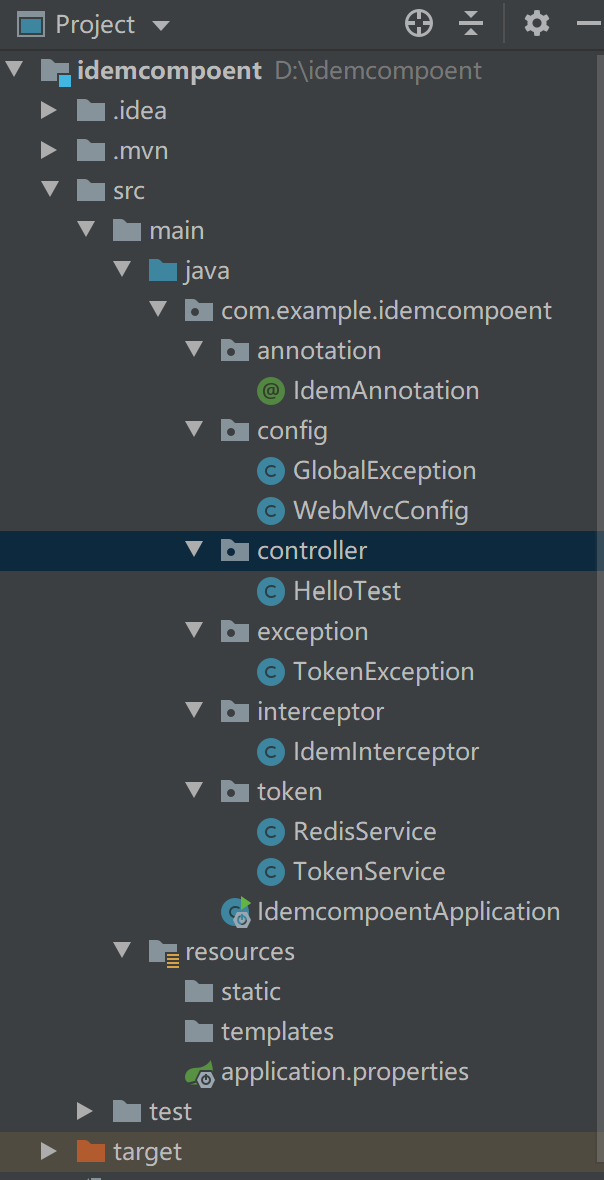 Project
idemcompoent D:\idemcompoent
.idea
.mvn
src
main
java
com.example.idemcompoent
annotation
@ IdemAnnotation
config
C GlobalException
C WebMvcConfig
controller
C HelloTest
exception
C TokenException
interceptor
C IdemInterceptor
token
C RedisService
C TokenService
IdemcompoentApplication
resources
static
templates
application.properties
test
target